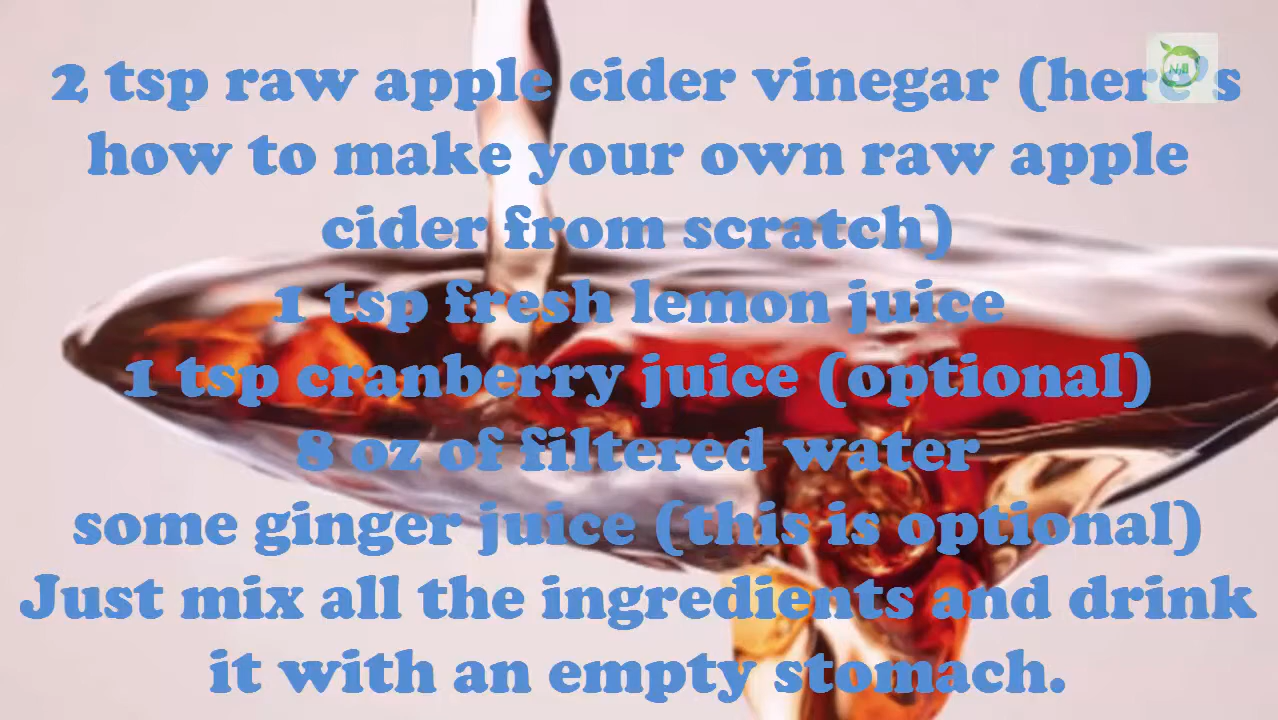 2 tsp raw apple cider vinegar (here's
how to make your own raw apple
cider from scratch)
1 tsp fresh lemon juice
1 tsp cranberry juice (optional)
8 oz of filtered water
some ginger juice (this is optional)
Just mix all the ingredients and drink
it with an empty stomach.